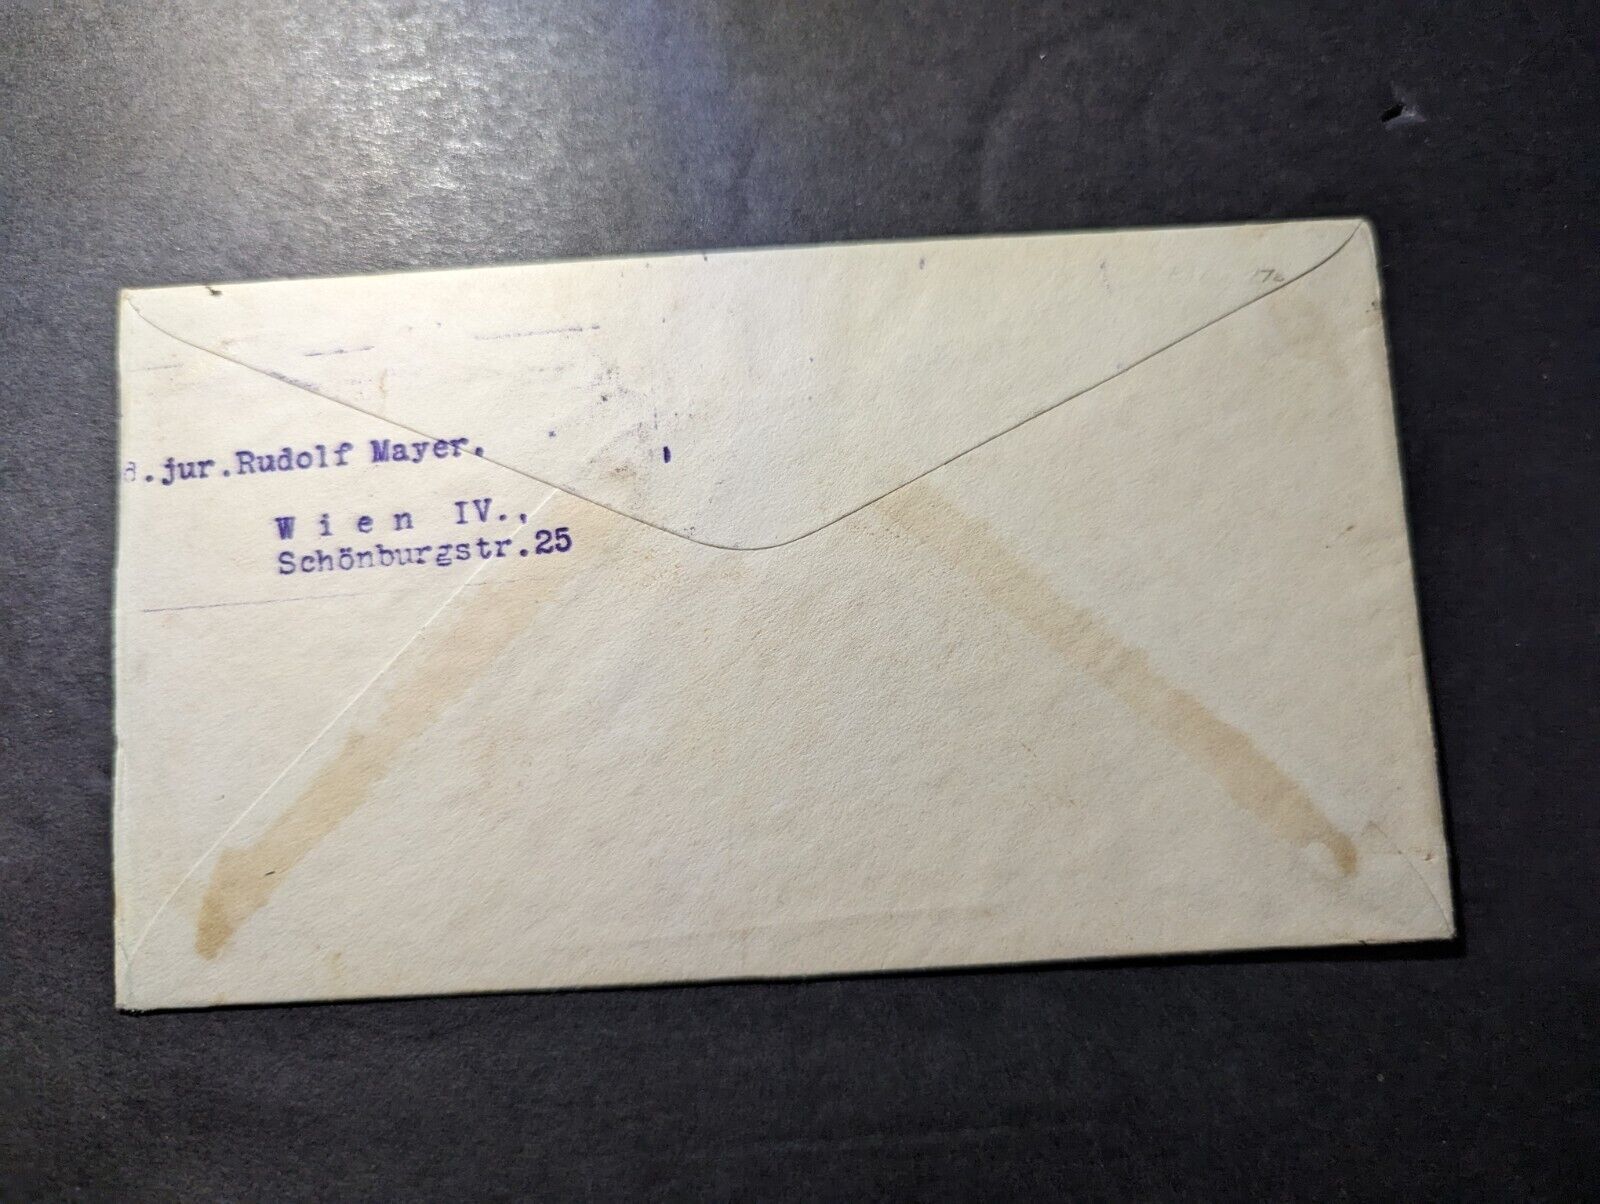 d.jur.Rudolf Mayer.
W i e n IV.,
Schönburgstr.25